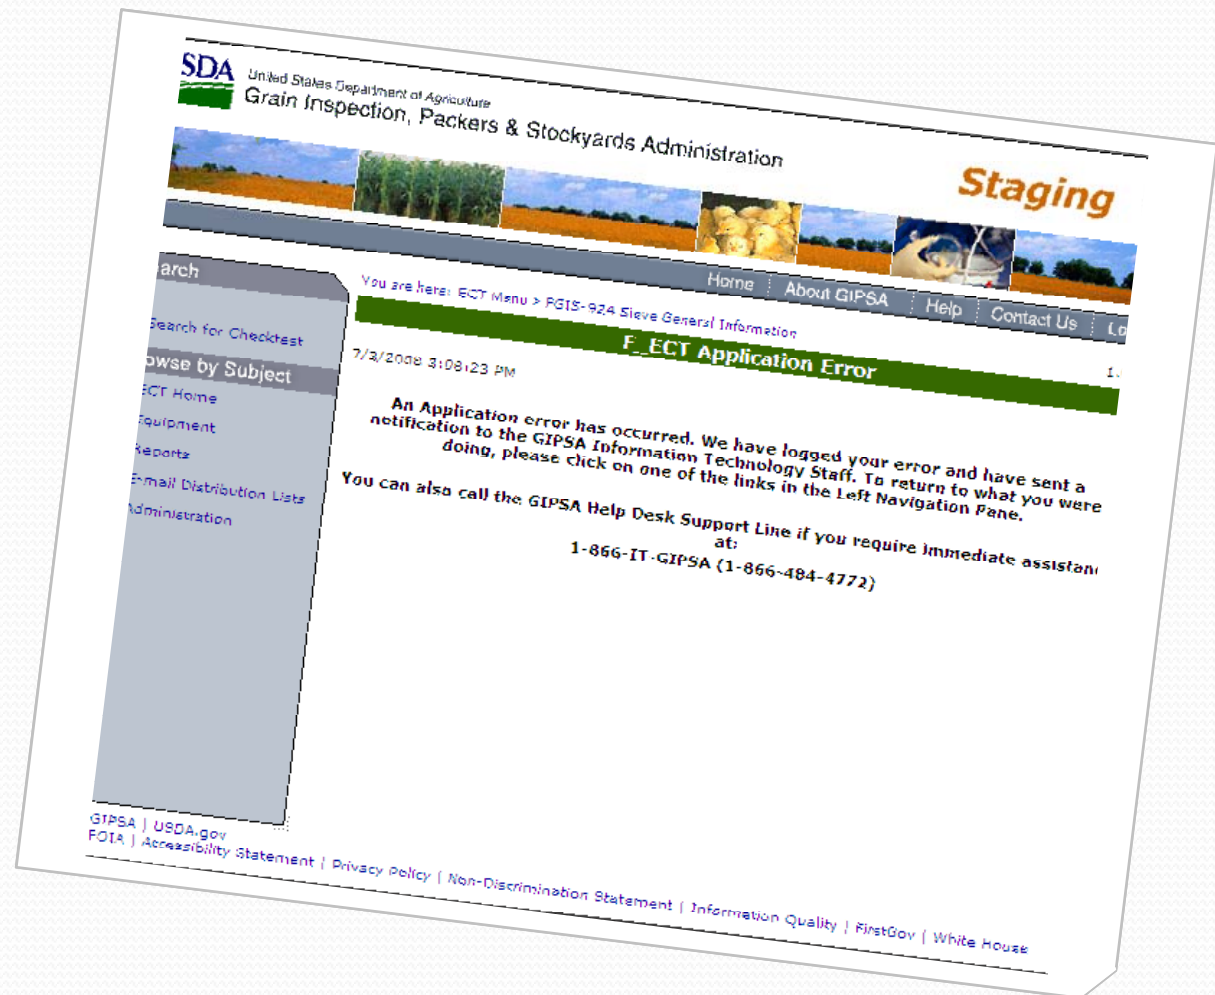 SDA
United States Department of Agriculture
Grain Inspection, Packers & Stockyards Administration
Staging
Home
About GIPSA
Help
Contact Us
Lo
arch
Search for Checktest
owse by Subject
ECT Home
Equipment
Reports
E-mail Distribution Lists
Administration
You are here: ECT Menu > FGIS-924 Sieve General Information
F_ECT Application Error
7/3/2008 3:08:23 PM
1.
An Application error has occurred. We have logged your error and have sent a
notification to the GIPSA Information Technology Staff. To return to what you were
doing, please click on one of the links in the Left Navigation Pane.
You can also call the GIPSA Help Desk Support Line if you require immediate assistan
at:
1-866-IT-GIPSA (1-866-484-4772)
GIPSA | USDA.gov
FOIA | Accessibility Statement | Privacy Policy | Non-Discrimination Statement | Information Quality | FirstGov | White House